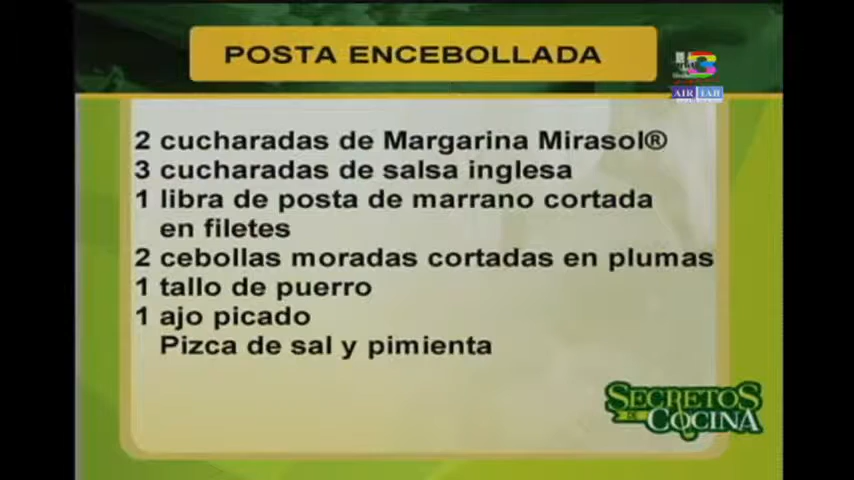 POSTA ENCEBOLLADA
3
AIR
2 cucharadas de Margarina Mirasol®
3 cucharadas de salsa inglesa
1 libra de posta de marrano cortada
en filetes
2 cebollas moradas cortadas en plumas
1 tallo de puerro
1 ajo picado
Pizca de sal y pimienta
SECRETOS
DE COCINA